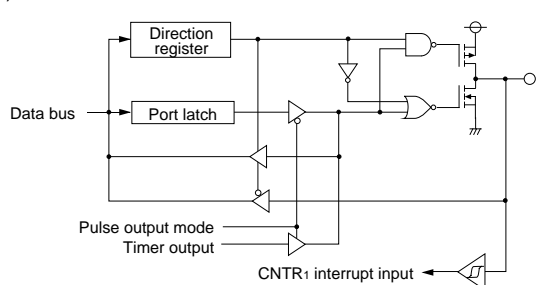 Direction
register
Data bus
Port latch
Pulse output mode
Timer output
CNTR1 interrupt input